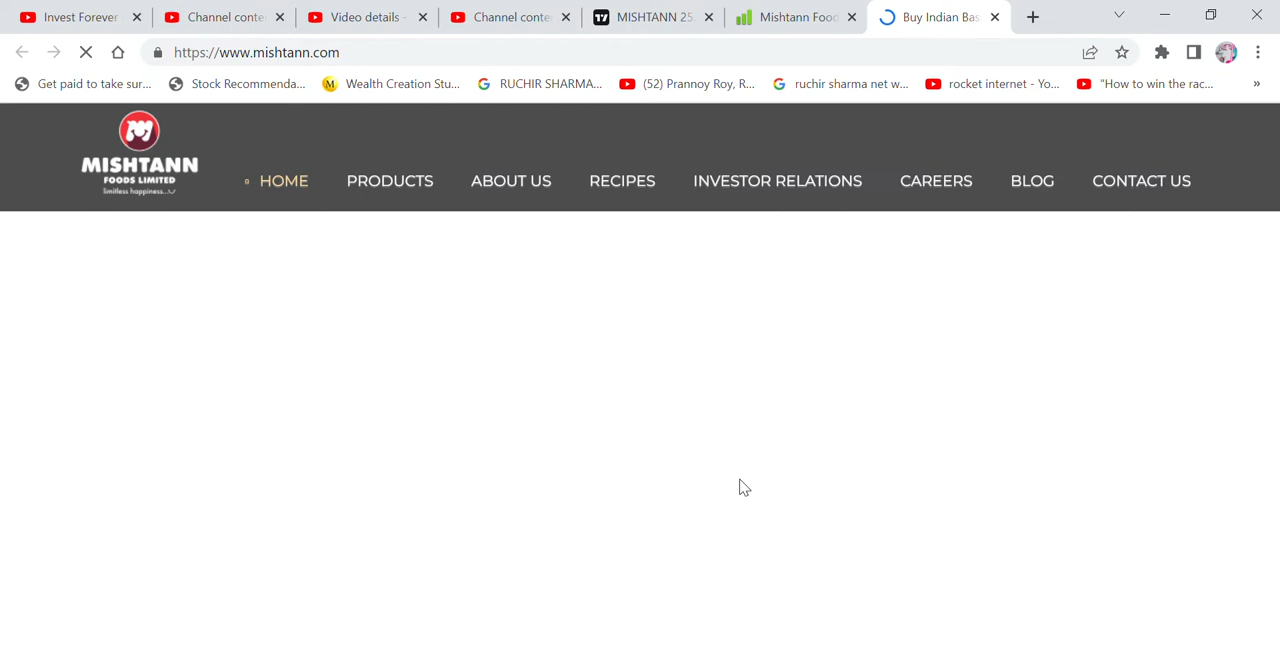 Invest Forever
Channel conte
Video details -
Channel conte
MISHTANN 25.
Mishtann Food
Buy Indian Bas
https://www.mishtann.com
Get paid to take sur...
Stock Recommenda...
Wealth Creation Stu...
RUCHIR SHARMA...
(52) Prannoy Roy, R...
ruchir sharma net w...
rocket internet - Yo...
"How to win the rac...
»
MISHTANN
FOODS LIMITED
limitless happiness...
HOME
PRODUCTS
ABOUT US
RECIPES
INVESTOR RELATIONS
CAREERS
BLOG
CONTACT US